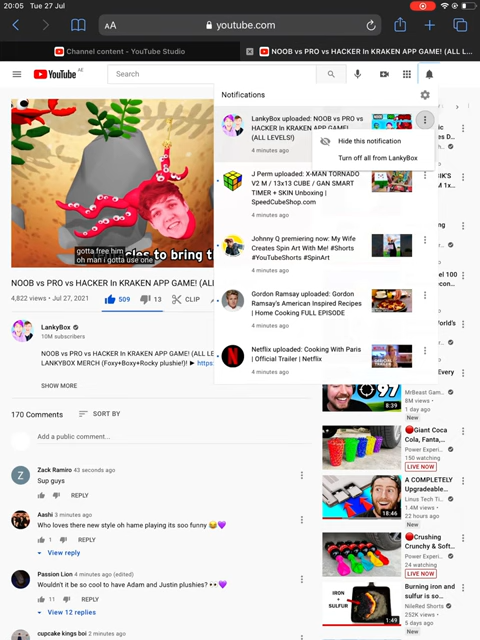 20:05 Tue 27 Jul
70%
AA
youtube.com
Channel content - YouTube Studio
NOOB vs PRO vs HACKER In KRAKEN APP GAME! (ALL L...
YouTube AE
Search
Notifications
LankyBox uploaded: NOOB vs PRO vs
HACKER In KRAKEN APP GAME!
(ALL LEVELS!)
4 minutes ago
Hide this notification
Turn off all from LankyBox
J Perm uploaded: X-MAN TORNADO
V2 M / 13x13 CUBE / GAN SMART
TIMER + SKIN Unboxing |
SpeedCubeShop.com
4 minutes ago
Johnny Q premiering now: My Wife
Creates Spin Art With Me! #Shorts
#YouTubeShorts #SpinArt
4 minutes ago
Gordon Ramsay uploaded: Gordon
Ramsay's American Inspired Recipes
| Home Cooking FULL EPISODE
4 minutes ago
Netflix uploaded: Cooking With Paris
| Official Trailer | Netflix
4 minutes ago
gotta free him
oh man i gotta use one
les to bring t
NOOB vs PRO vs HACKER In KRAKEN APP GAME! (ALL
4,822 views • Jul 27, 2021
509
13
CLIP
LankyBox
10M subscribers
NOOB vs PRO vs HACKER In KRAKEN APP GAME! (ALL LE
LANKYBOX MERCH (Foxy+Boxy+Rocky plushie!)! ▶ https:
SHOW MORE
170 Comments
SORT BY
Add a public comment...
Z
Zack Ramiro 43 seconds ago
Sup guys
REPLY
Aashi 3 minutes ago
Who loves there new style oh hame playing its soo funny 😂💜
1
REPLY
View reply
Passion Lion 4 minutes ago (edited)
Wouldn't it be so cool to have Adam and Justin plushies? 👀💜
11
REPLY
View 12 replies
cupcake kings boi 2 minutes ago
97
8:39
Every
MrBeast Gam...
8M views •
1 day ago
New
🔴Giant Coca
Cola, Fanta,...
Power Experi...
150 watching
LIVE NOW
A COMPLETELY
Upgradeable...
Linus Tech Ti...
1.4M views •
22 hours ago
New
18:46
🔴Crushing
Crunchy & Soft...
Power Experi...
24 watching
LIVE NOW
IRON
+
SULFUR
1:49
Burning iron and
sulfur is so...
NileRed Shorts
252K views •
5 days ago
New